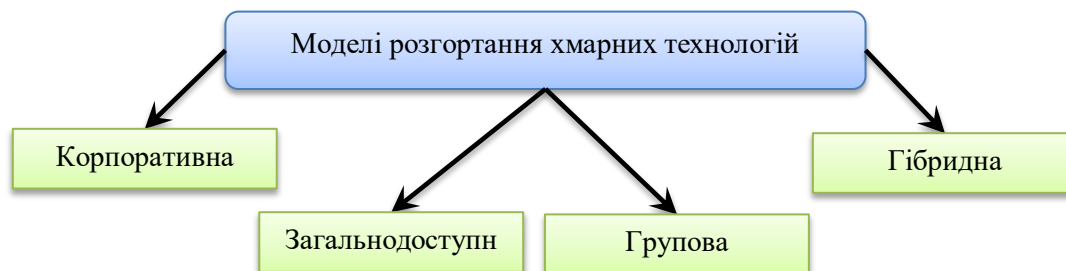 Моделі розгортання хмарних технологій
Корпоративна
Гібридна
Загальнодоступн
Групова